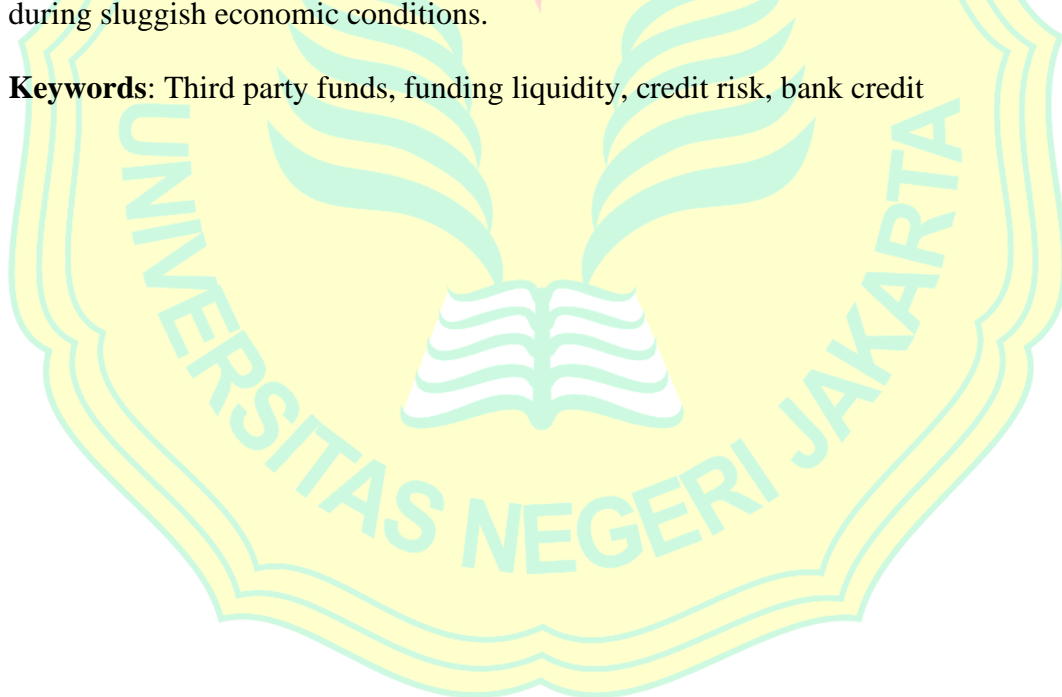 during sluggish economic conditions.
Keywords: Third party funds, funding liquidity, credit risk, bank credit
UNIVERSITAS NEGERI JAKARTA